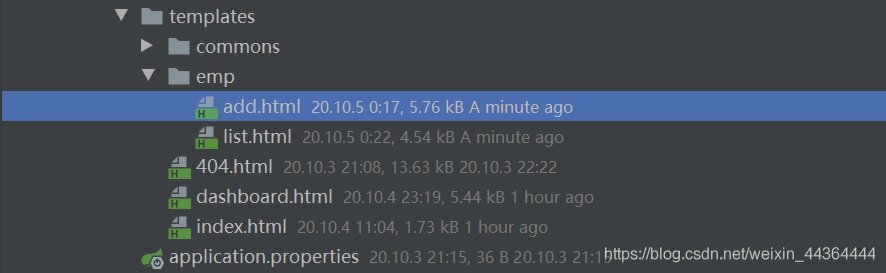 templates
commons
emp
add.html 20.10.5 0:17, 5.76 kB A minute ago
list.html 20.10.5 0:22, 4.54 kB A minute ago
404.html 20.10.3 21:08, 13.63 kB 20.10.3 22:22
dashboard.html 20.10.4 23:19, 5.44 kB 1 hour ago
index.html 20.10.4 11:04, 1.73 kB 1 hour ago
application.properties 20.10.3 21:15, 36 B 20.10.3 21:15
https://blog.csdn.net/weixin_44364444